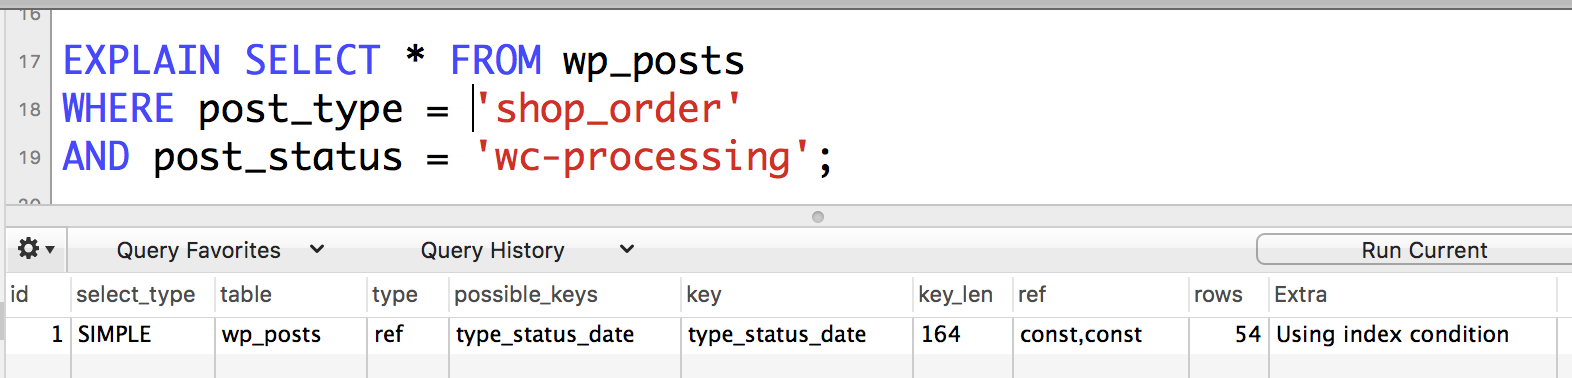 16
17 EXPLAIN SELECT * FROM wp_posts
18 WHERE post_type = 'shop_order'
19 AND post_status = 'wc-processing';
20
Query Favorites Query History Run Current
id select_type table type possible_keys key key_len ref rows Extra
1 SIMPLE wp_posts ref type_status_date type_status_date 164 const,const 54 Using index condition